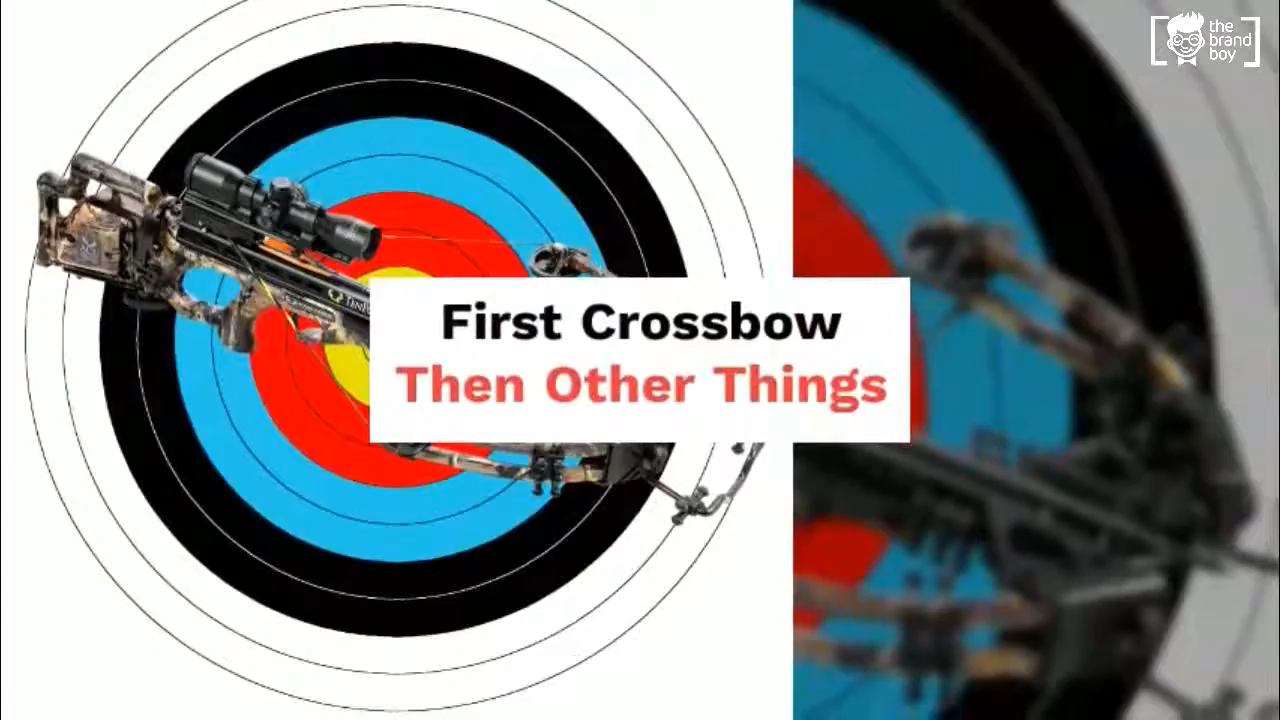 the
brand
boy
First Crossbow
Then Other Things